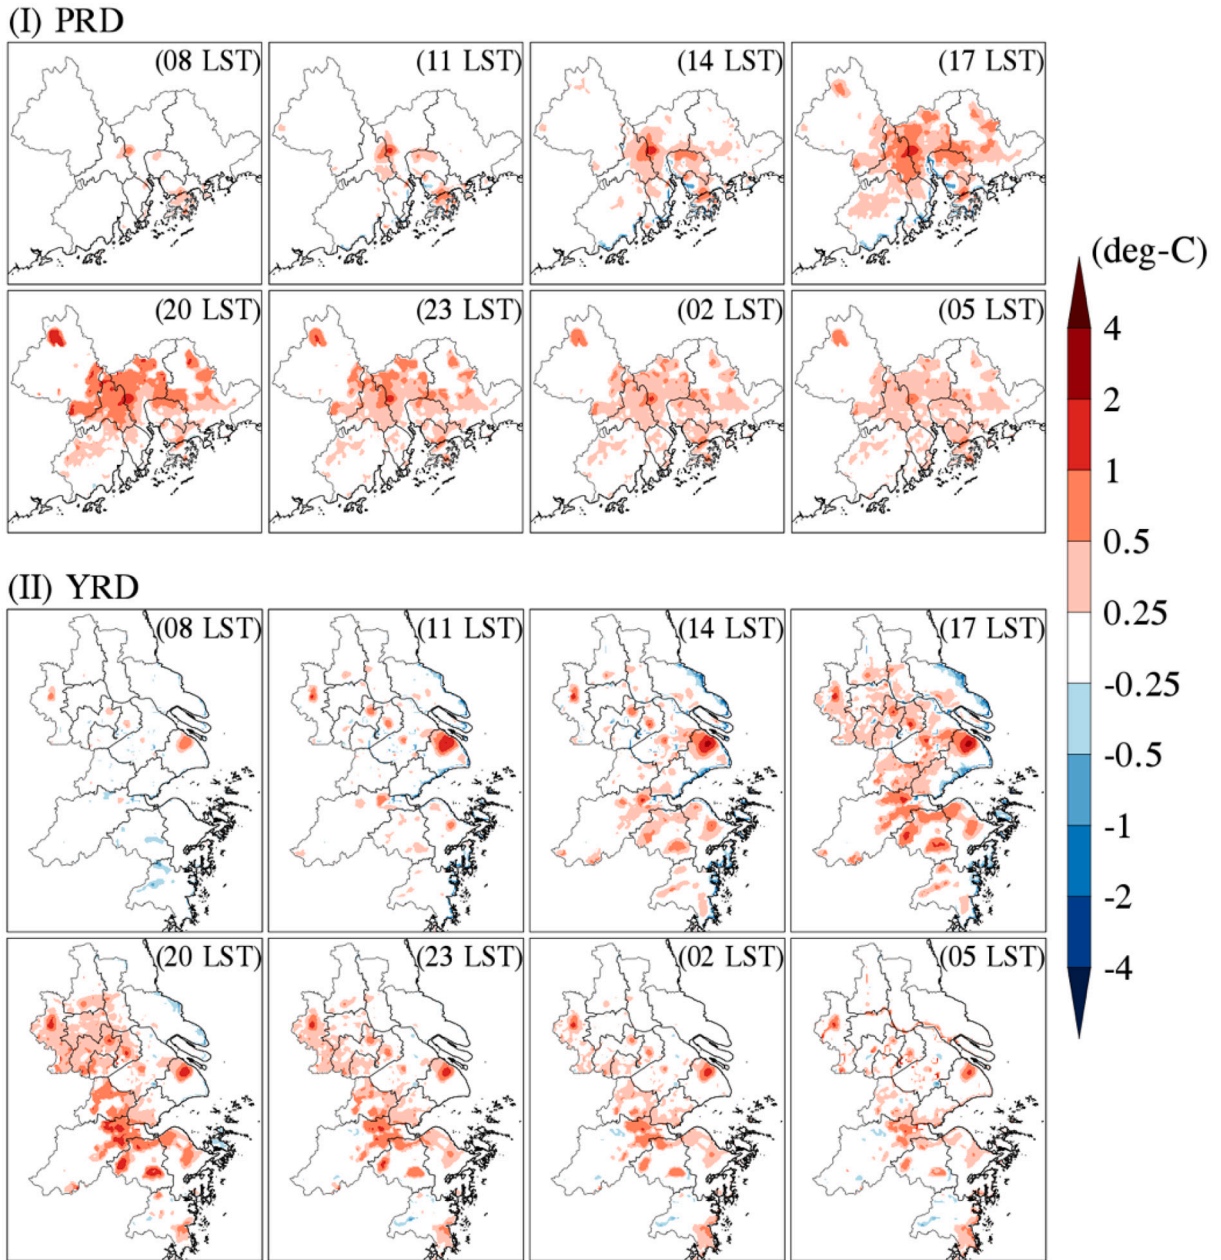 (I) PRD
(08 LST) (11 LST) (14 LST) (17 LST)
(20 LST) (23 LST) (02 LST) (05 LST)
(deg-C)
4
2
1
0.5
0.25
-0.25
-0.5
-1
-2
-4
(II) YRD
(08 LST) (11 LST) (14 LST) (17 LST)
(20 LST) (23 LST) (02 LST) (05 LST)